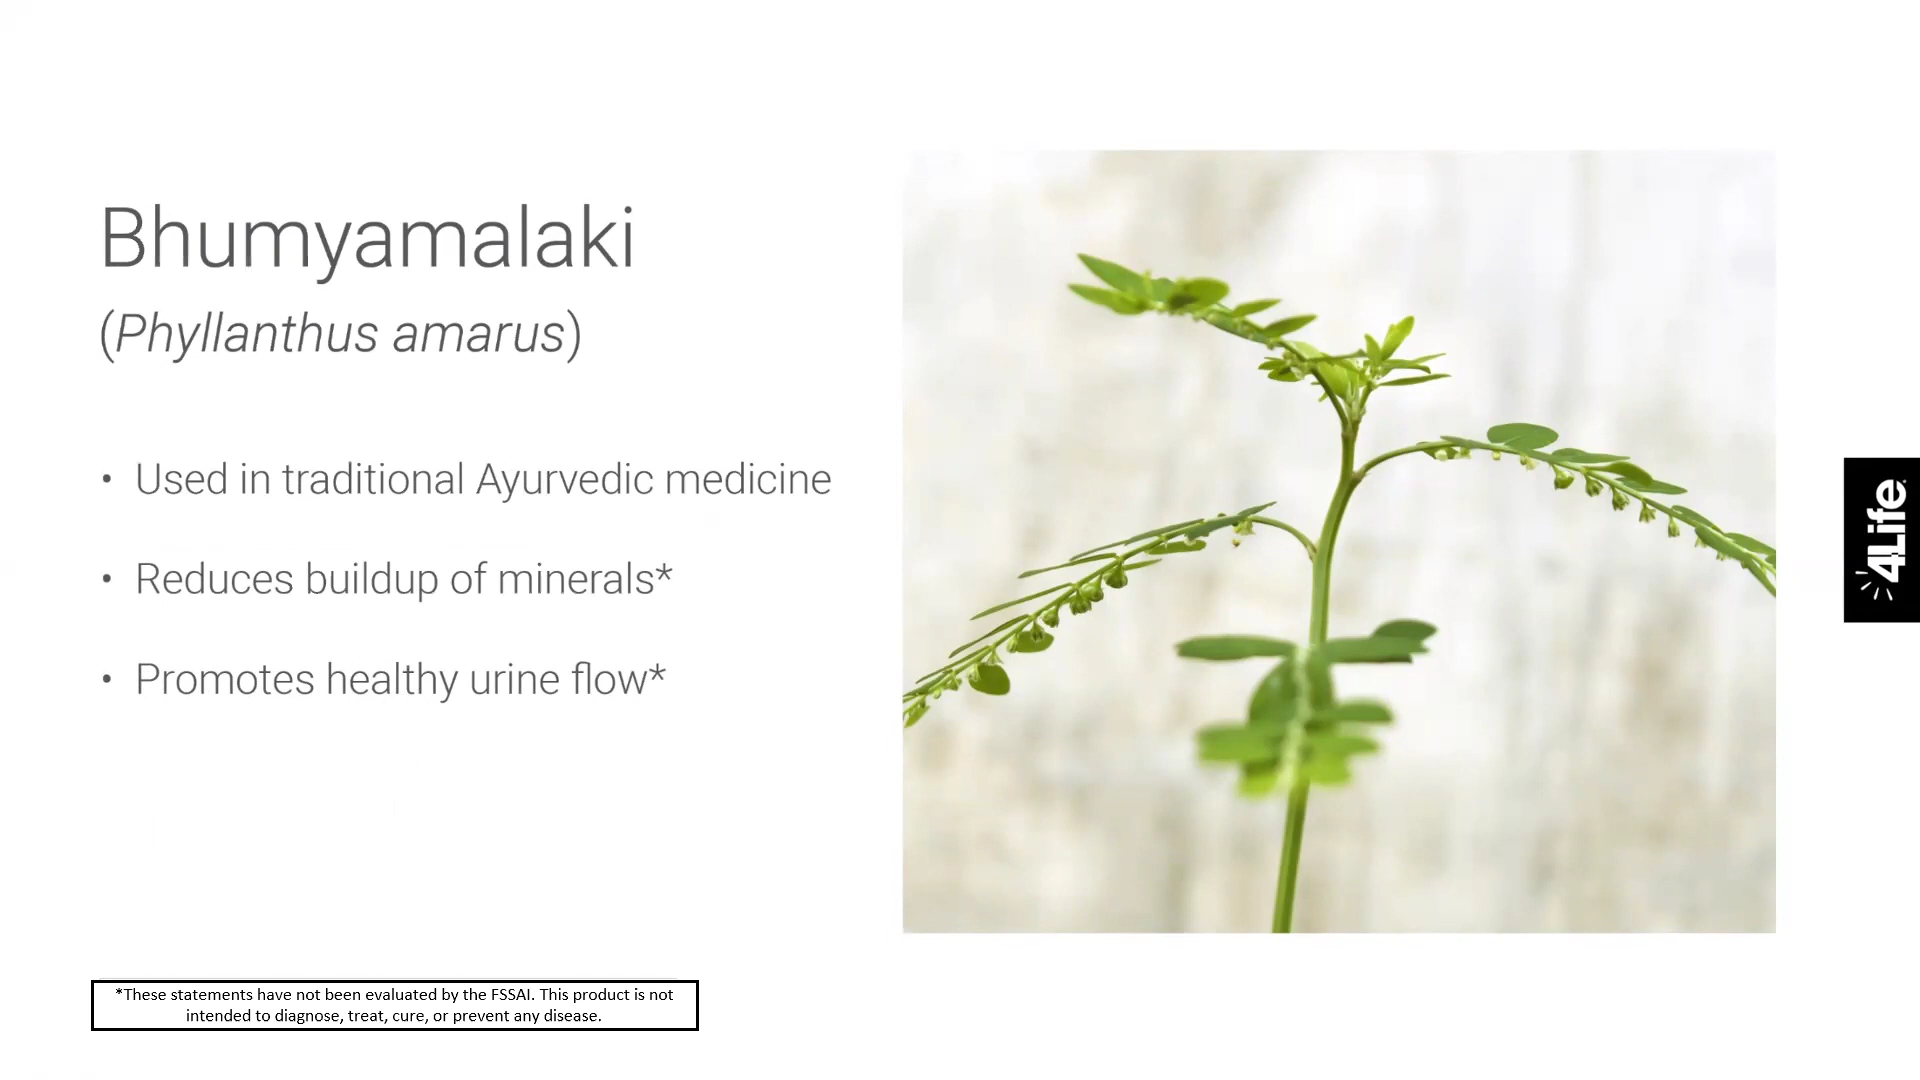 Bhumyamalaki
(Phyllanthus amarus)
• Used in traditional Ayurvedic medicine
• Reduces buildup of minerals*
• Promotes healthy urine flow*
4Life
*These statements have not been evaluated by the FSSAI. This product is not
intended to diagnose, treat, cure, or prevent any disease.